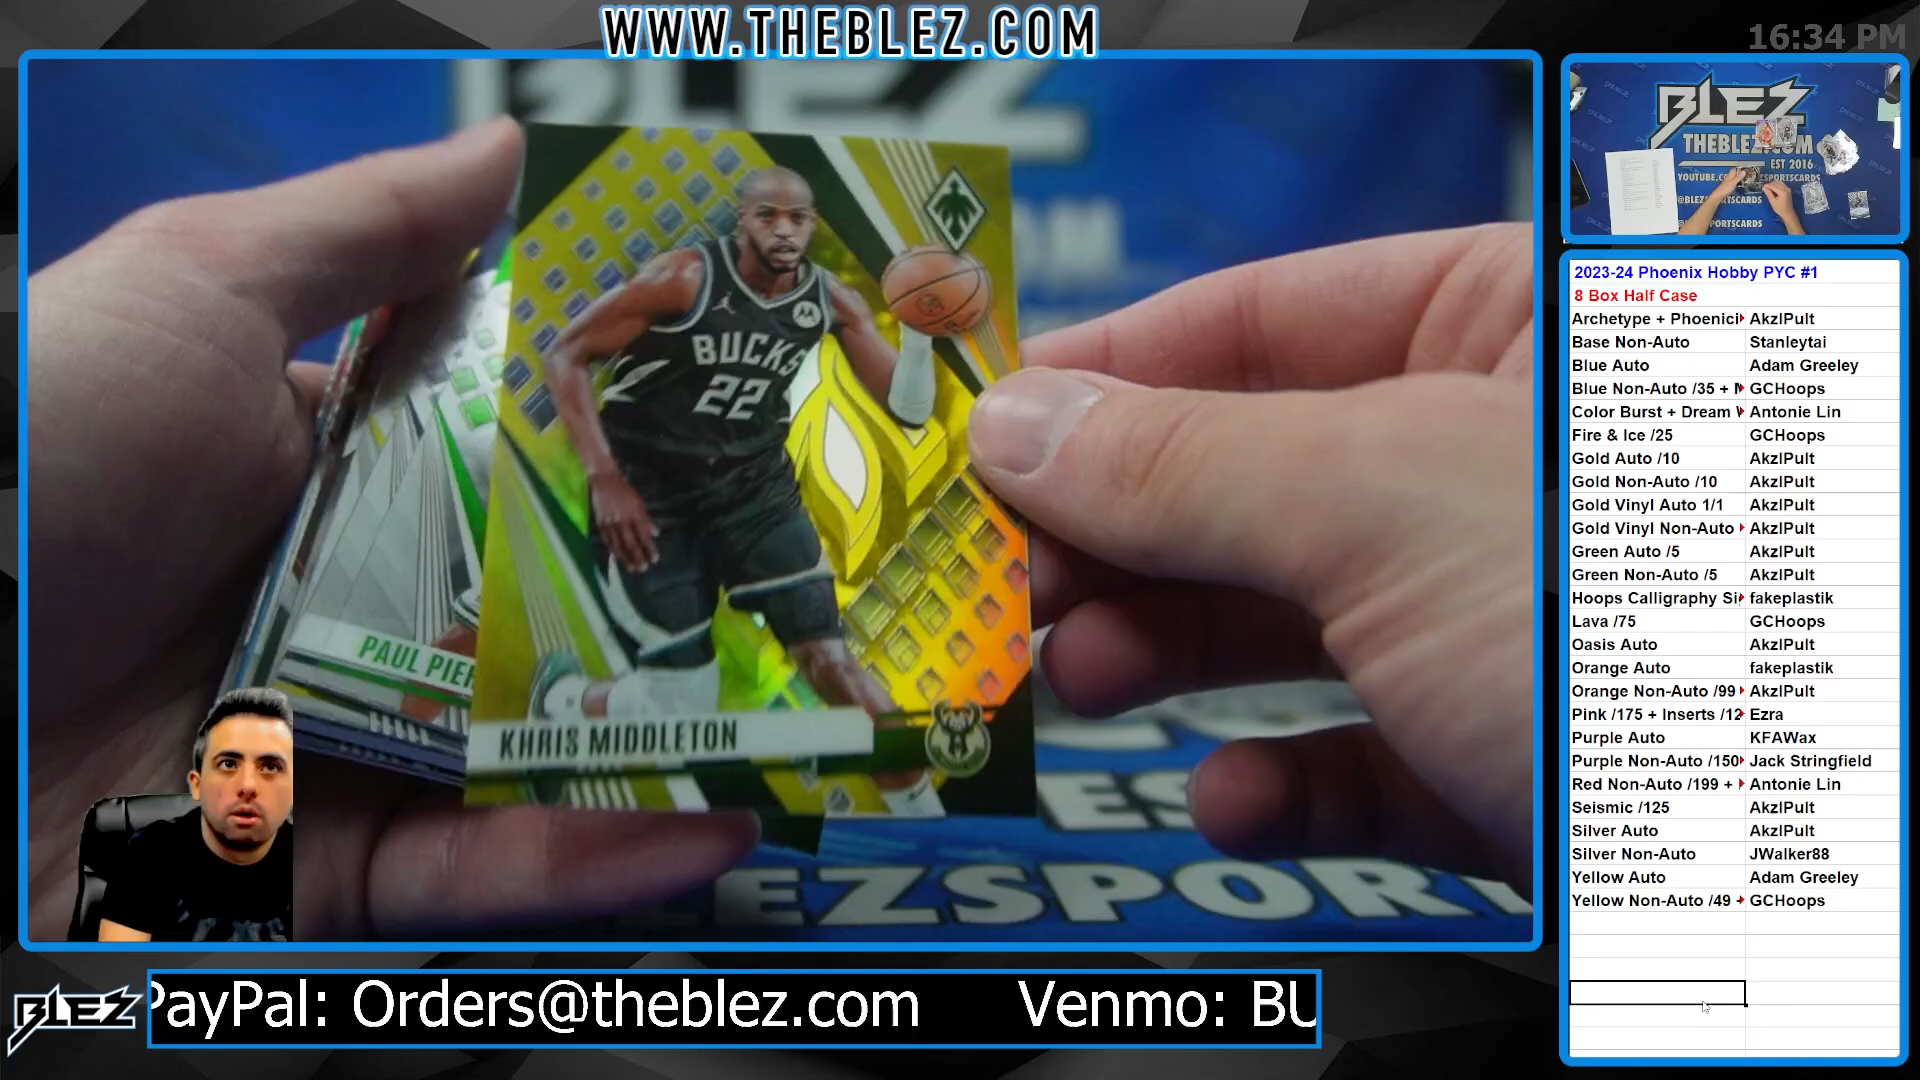 WWW.THEBLEZ.COM
16:34 PM
BLEZ
BUCKS
22
PAUL PIER
KHRIS MIDDLETON
EZSPORT
BLEZ
THEBLEZ.COM
EST 2016
2023-24 Phoenix Hobby PYC #1
8 Box Half Case
Archetype + Phoenici AkzlPult
Base Non-Auto Stanleytai
Blue Auto Adam Greeley
Blue Non-Auto /35 + GCHoops
Color Burst + Dream Antonie Lin
Fire & Ice /25 GCHoops
Gold Auto /10 AkzlPult
Gold Non-Auto /10 AkzlPult
Gold Vinyl Auto 1/1 AkzlPult
Gold Vinyl Non-Auto AkzlPult
Green Auto /5 AkzlPult
Green Non-Auto /5 AkzlPult
Hoops Calligraphy Si fakeplastik
Lava /75 GCHoops
Oasis Auto AkzlPult
Orange Auto fakeplastik
Orange Non-Auto /99 AkzlPult
Pink /175 + Inserts /12 Ezra
Purple Auto KFAWax
Purple Non-Auto /150 Jack Stringfield
Red Non-Auto /199 + Antonie Lin
Seismic /125 AkzlPult
Silver Auto AkzlPult
Silver Non-Auto JWalker88
Yellow Auto Adam Greeley
Yellow Non-Auto /49 + GCHoops
BLEZ
PayPal: Orders@theblez.com Venmo: BU